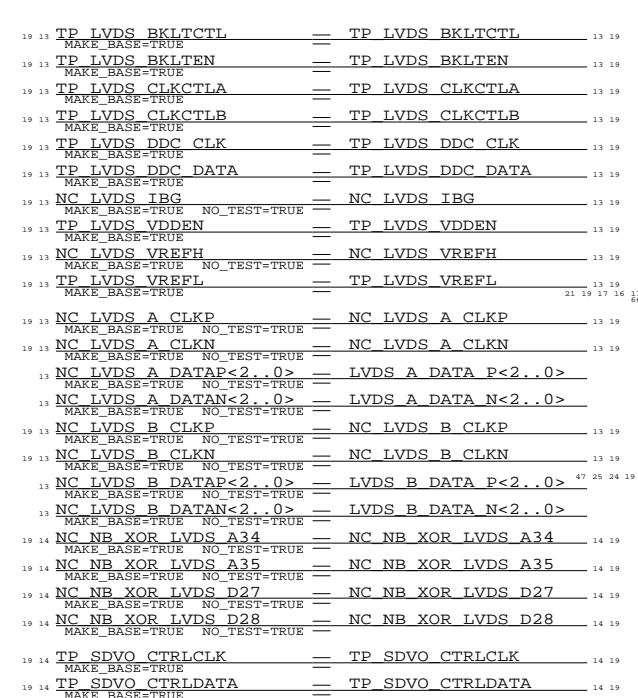 19 13 TP_LVDS_BKLTCTL TP_LVDS_BKLTCTL 13 19
MAKE_BASE=TRUE
19 13 TP_LVDS_BKLTEN TP_LVDS_BKLTEN 13 19
MAKE_BASE=TRUE
19 13 TP_LVDS_CLKCTLA TP_LVDS_CLKCTLA 13 19
MAKE_BASE=TRUE
19 13 TP_LVDS_CLKCTLB TP_LVDS_CLKCTLB 13 19
MAKE_BASE=TRUE
19 13 TP_LVDS_DDC_CLK TP_LVDS_DDC_CLK 13 19
MAKE_BASE=TRUE
19 13 TP_LVDS_DDC_DATA TP_LVDS_DDC_DATA 13 19
MAKE_BASE=TRUE
19 13 NC_LVDS_IBG NC_LVDS_IBG 13 19
MAKE_BASE=TRUE NO_TEST=TRUE
19 13 TP_LVDS_VDDEN TP_LVDS_VDDEN 13 19
MAKE_BASE=TRUE
19 13 NC_LVDS_VREFH NC_LVDS_VREFH 13 19
MAKE_BASE=TRUE NO_TEST=TRUE
19 13 TP_LVDS_VREFL TP_LVDS_VREFL 13 19
MAKE_BASE=TRUE
21 19 17 16
19 13 NC_LVDS_A_CLKP NC_LVDS_A_CLKP 13 19
MAKE_BASE=TRUE NO_TEST=TRUE
19 13 NC_LVDS_A_CLKN NC_LVDS_A_CLKN 13 19
MAKE_BASE=TRUE NO_TEST=TRUE
13 NC_LVDS_A_DATAP<2..0> LVDS_A_DATA_P<2..0>
MAKE_BASE=TRUE NO_TEST=TRUE
13 NC_LVDS_A_DATAN<2..0> LVDS_A_DATA_N<2..0>
MAKE_BASE=TRUE NO_TEST=TRUE
19 13 NC_LVDS_B_CLKP NC_LVDS_B_CLKP 13 19
MAKE_BASE=TRUE NO_TEST=TRUE
19 13 NC_LVDS_B_CLKN NC_LVDS_B_CLKN 13 19
MAKE_BASE=TRUE NO_TEST=TRUE
13 NC_LVDS_B_DATAP<2..0> LVDS_B_DATA_P<2..0> 47 25 24 19
MAKE_BASE=TRUE NO_TEST=TRUE
13 NC_LVDS_B_DATAN<2..0> LVDS_B_DATA_N<2..0>
MAKE_BASE=TRUE NO_TEST=TRUE
19 14 NC_NB_XOR_LVDS_A34 NC_NB_XOR_LVDS_A34 14 19
MAKE_BASE=TRUE NO_TEST=TRUE
19 14 NC_NB_XOR_LVDS_A35 NC_NB_XOR_LVDS_A35 14 19
MAKE_BASE=TRUE NO_TEST=TRUE
19 14 NC_NB_XOR_LVDS_D27 NC_NB_XOR_LVDS_D27 14 19
MAKE_BASE=TRUE NO_TEST=TRUE
19 14 NC_NB_XOR_LVDS_D28 NC_NB_XOR_LVDS_D28 14 19
MAKE_BASE=TRUE NO_TEST=TRUE
19 14 TP_SDVO_CTRLCLK TP_SDVO_CTRLCLK 14 19
MAKE_BASE=TRUE
19 14 TP_SDVO_CTRLDATA TP_SDVO_CTRLDATA 14 19
MAKE_BASE=TRUE